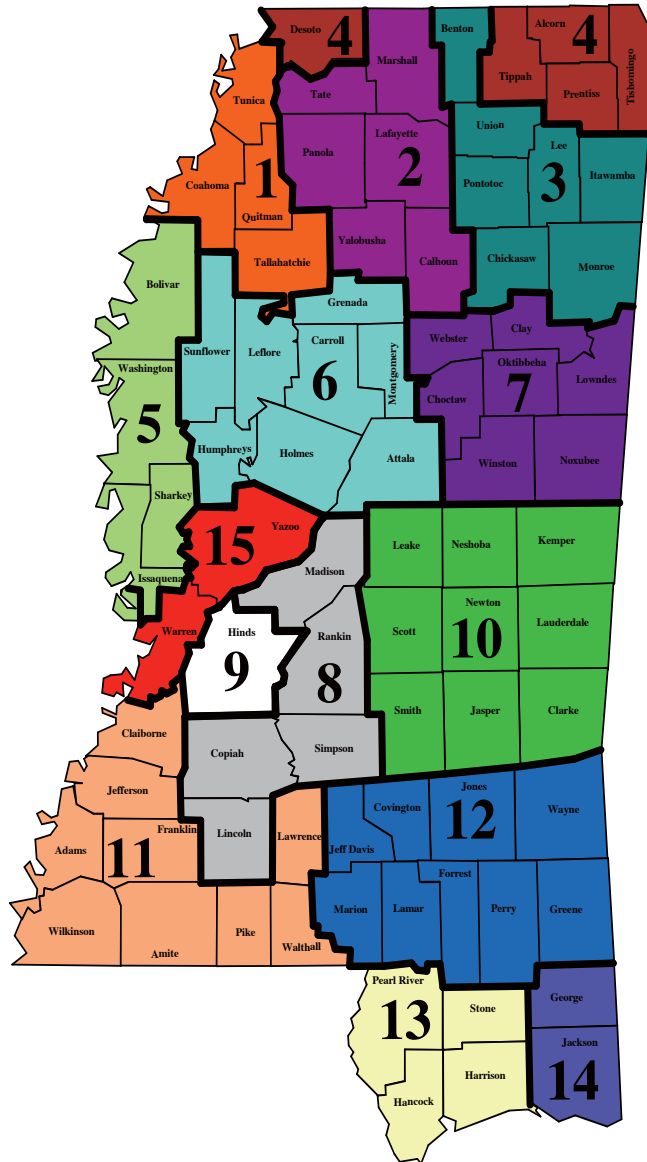 Desoto
4
Benton
Alcorn
4
Tishomingo
Marshall
Tippah
Prentiss
Tate
Tunica
Union
Lafayette
Lee
Panola
2
1
3
Itawamba
Coahoma
Pontotoc
Quitman
Yalobusha
Calhoun
Chickasaw
Monroe
Tallahatchie
Bolivar
Grenada
Webster
Clay
Carroll
Sunflower
Leflore
6
Montgomery
Oktibbeha
7
Lowndes
Washington
Choctaw
5
Humphreys
Holmes
Attala
Winston
Noxubee
Sharkey
15
Yazoo
Leake
Neshoba
Kemper
Issaquena
Madison
Newton
Lauderdale
Warren
Hinds
Rankin
Scott
10
9
8
Smith
Jasper
Clarke
Claiborne
Copiah
Simpson
Jefferson
Covington
Jones
12
Wayne
Franklin
Lincoln
Lawrence
Jeff Davis
Adams
11
Forrest
Marion
Lamar
Perry
Greene
Wilkinson
Amite
Pike
Walthall
Pearl River
13
Stone
George
Jackson
14
Harrison
Hancock